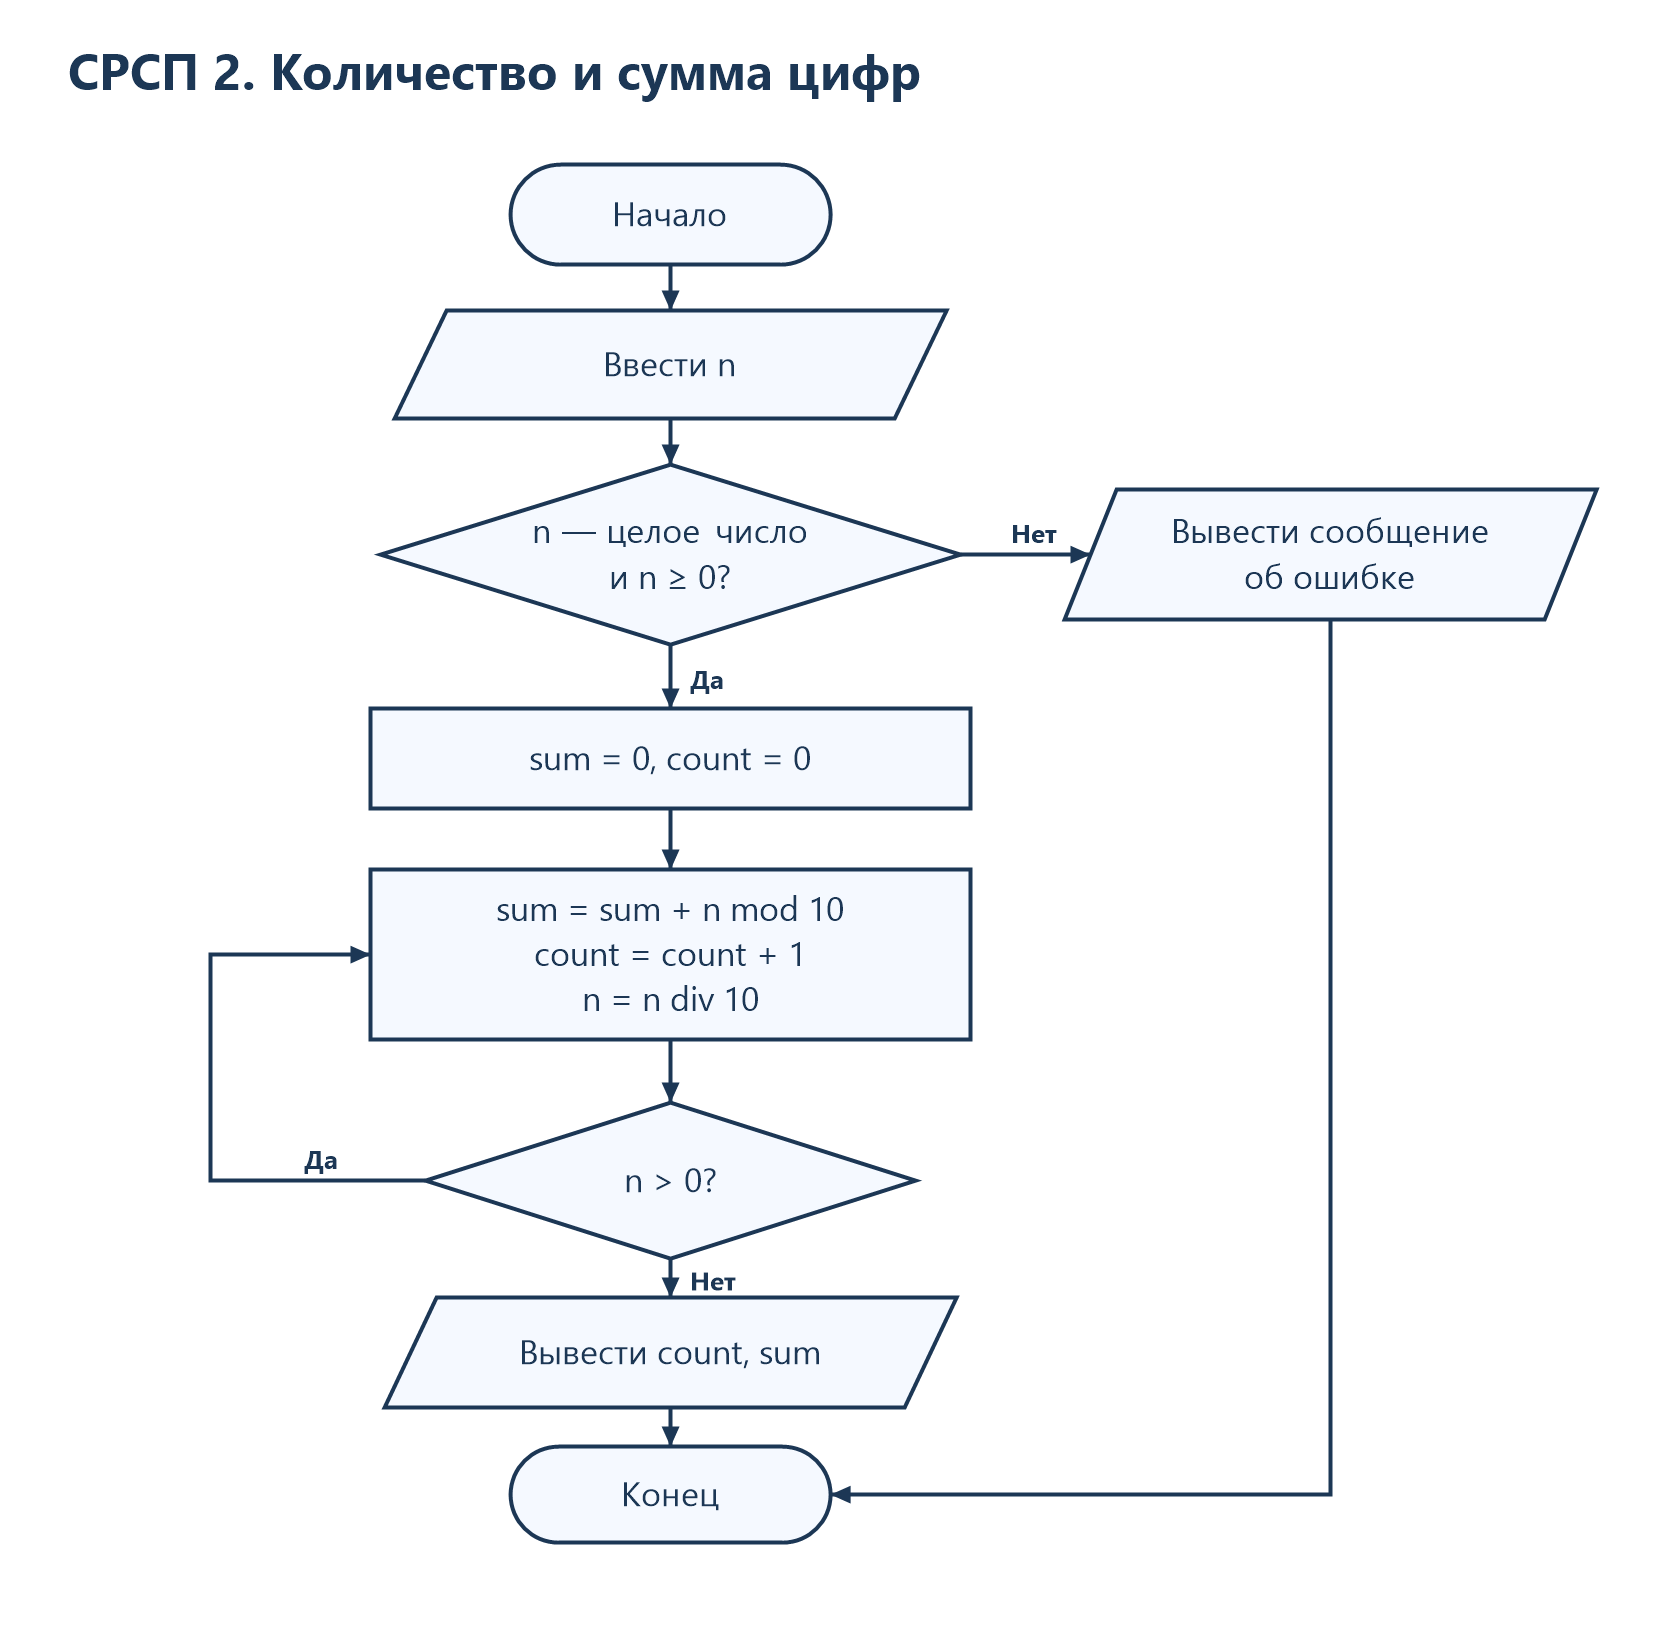 СРСП 2. Количество и сумма цифр
Начало
Ввести n
n — целое число
и n ≥ 0?
Нет
Вывести сообщение
об ошибке
Да
sum = 0, count = 0
sum = sum + n mod 10
count = count + 1
n = n div 10
Да
n > 0?
Нет
Вывести count, sum
Конец